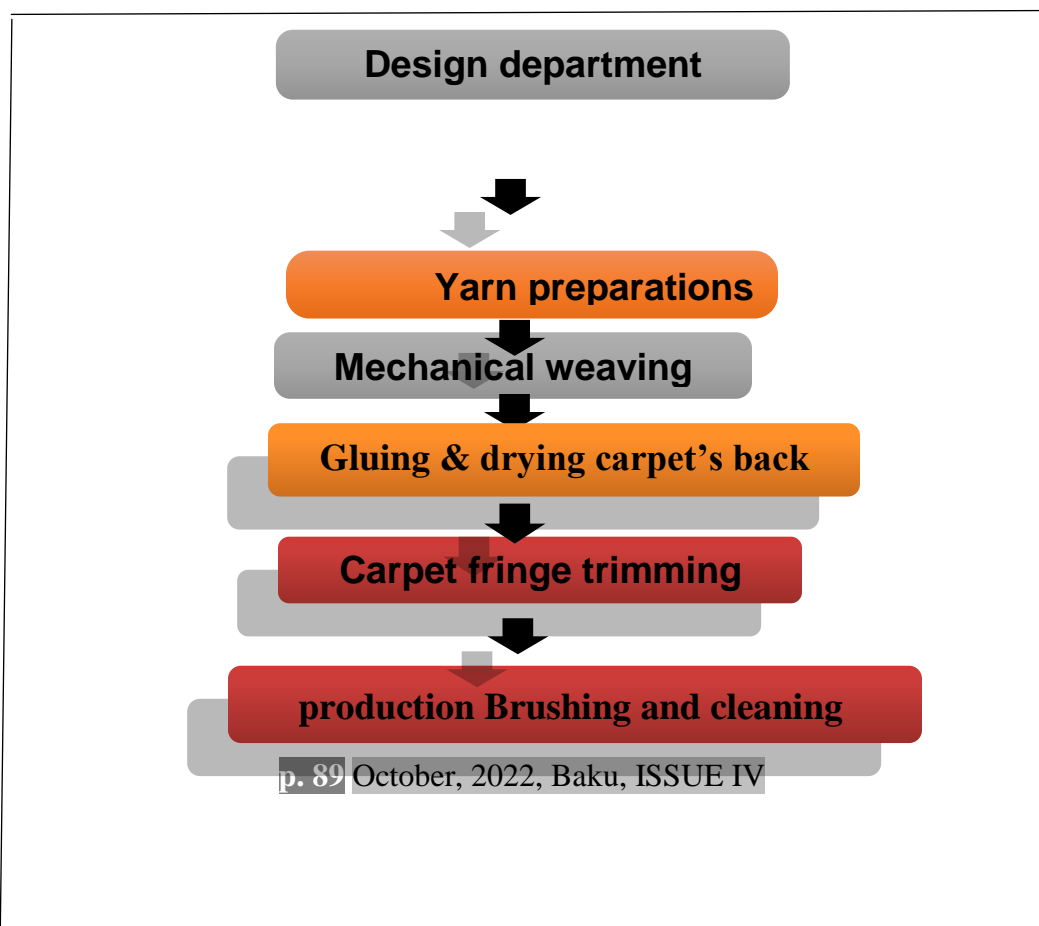 Design department
Yarn preparations
Mechanical weaving
Gluing & drying carpet’s back
Carpet fringe trimming
production Brushing and cleaning
p. 89 October, 2022, Baku, ISSUE IV